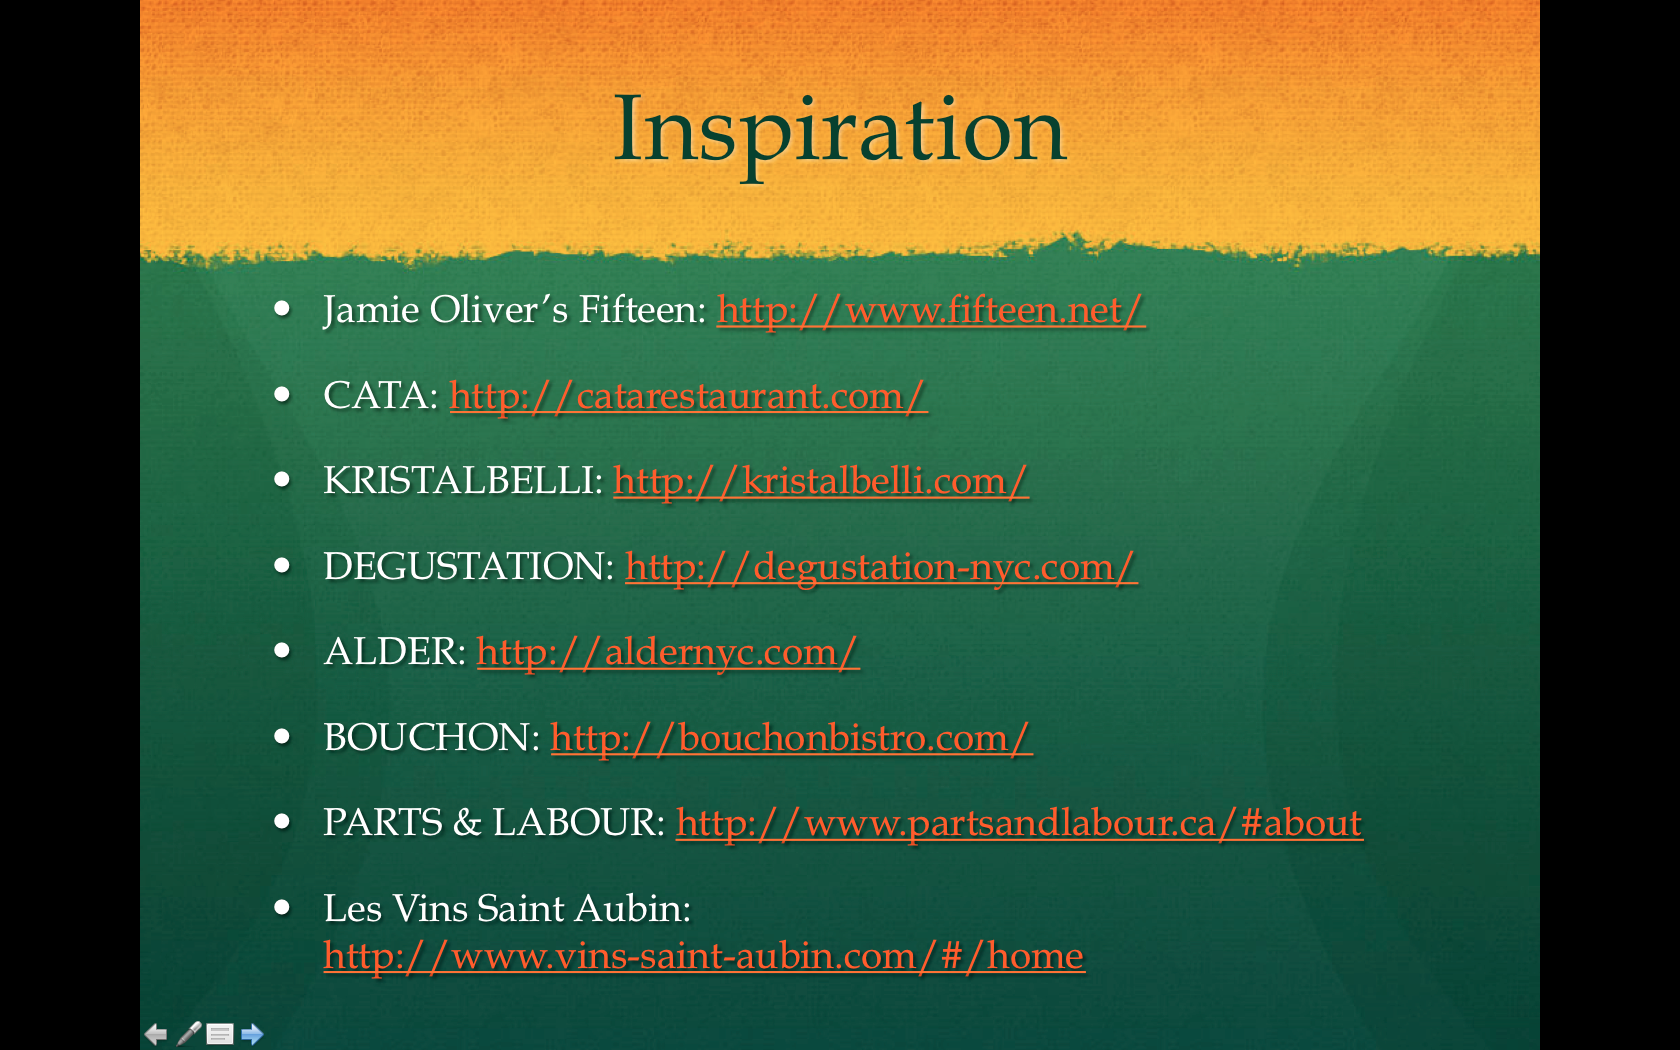 Inspiration
• Jamie Oliver’s Fifteen: http://www.fifteen.net/
• CATA: http://catarestaurant.com/
• KRISTALBELLI: http://kristalbelli.com/
• DEGUSTATION: http://degustation-nyc.com/
• ALDER: http://aldernyc.com/
• BOUCHON: http://bouchonbistro.com/
• PARTS & LABOUR: http://www.partsandlabour.ca/#about
• Les Vins Saint Aubin:
http://www.vins-saint-aubin.com/#/home